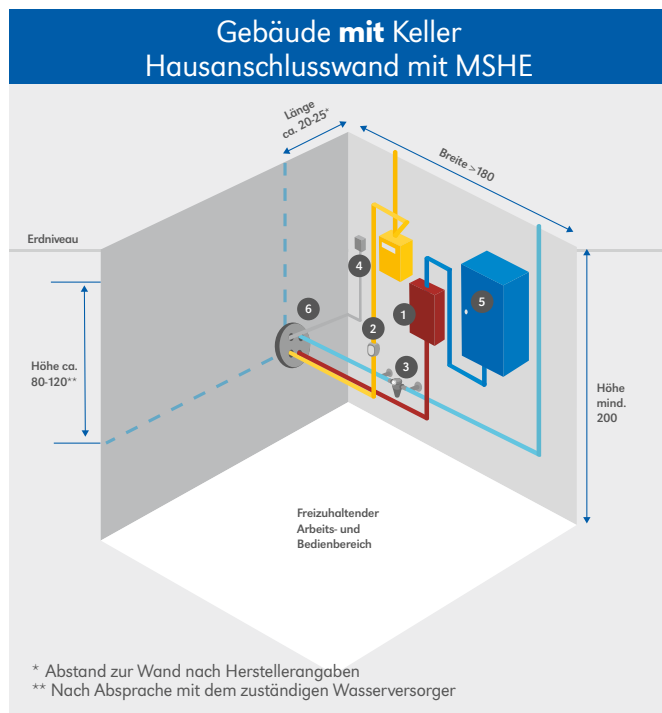 Gebäude mit Keller
Hausanschlusswand mit MSHE
Länge
ca. 20-25*
Breite >180
Erdniveau
4
6
5
1
2
3
Höhe ca.
80-120**
Höhe
mind.
200
Freizuhaltender
Arbeits- und
Bedienbereich
* Abstand zur Wand nach Herstellerangaben
** Nach Absprache mit dem zuständigen Wasserversorger